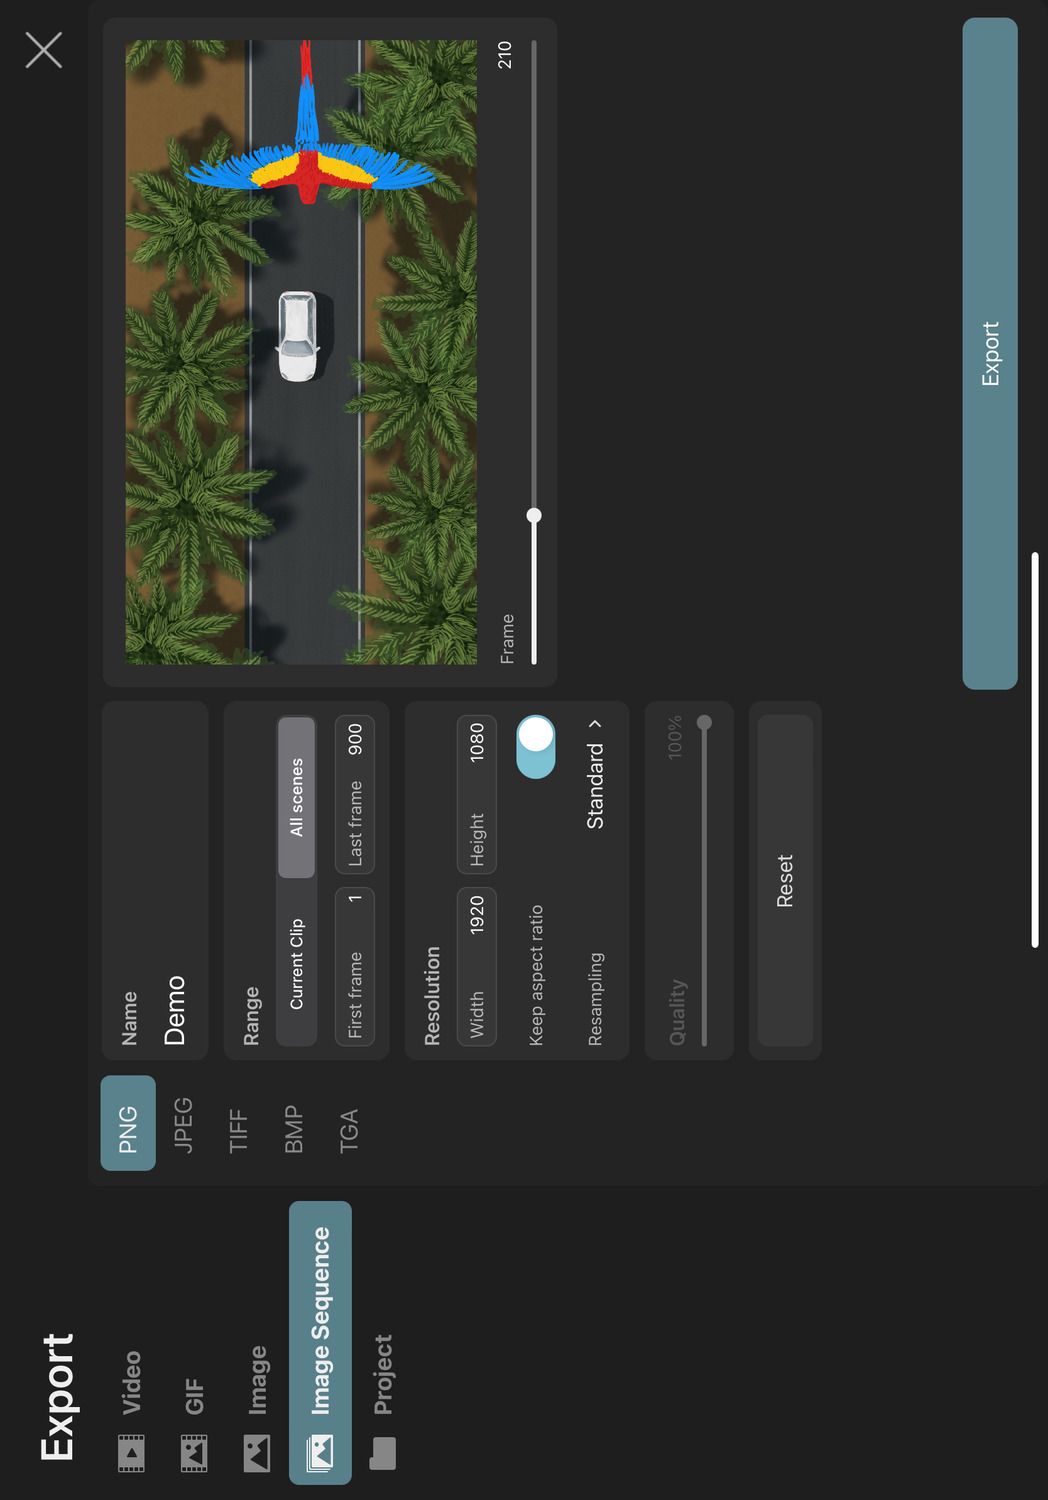 Export
Video
GIF
Image
Image Sequence
Project
PNG
JPEG
TIFF
BMP
TGA
Name
Demo
Range
Current Clip All scenes
First frame 1 Last frame 900
Resolution
Width 1920 Height 1080
Keep aspect ratio
Resampling Standard
Quality 100%
Reset
Frame 210
Export